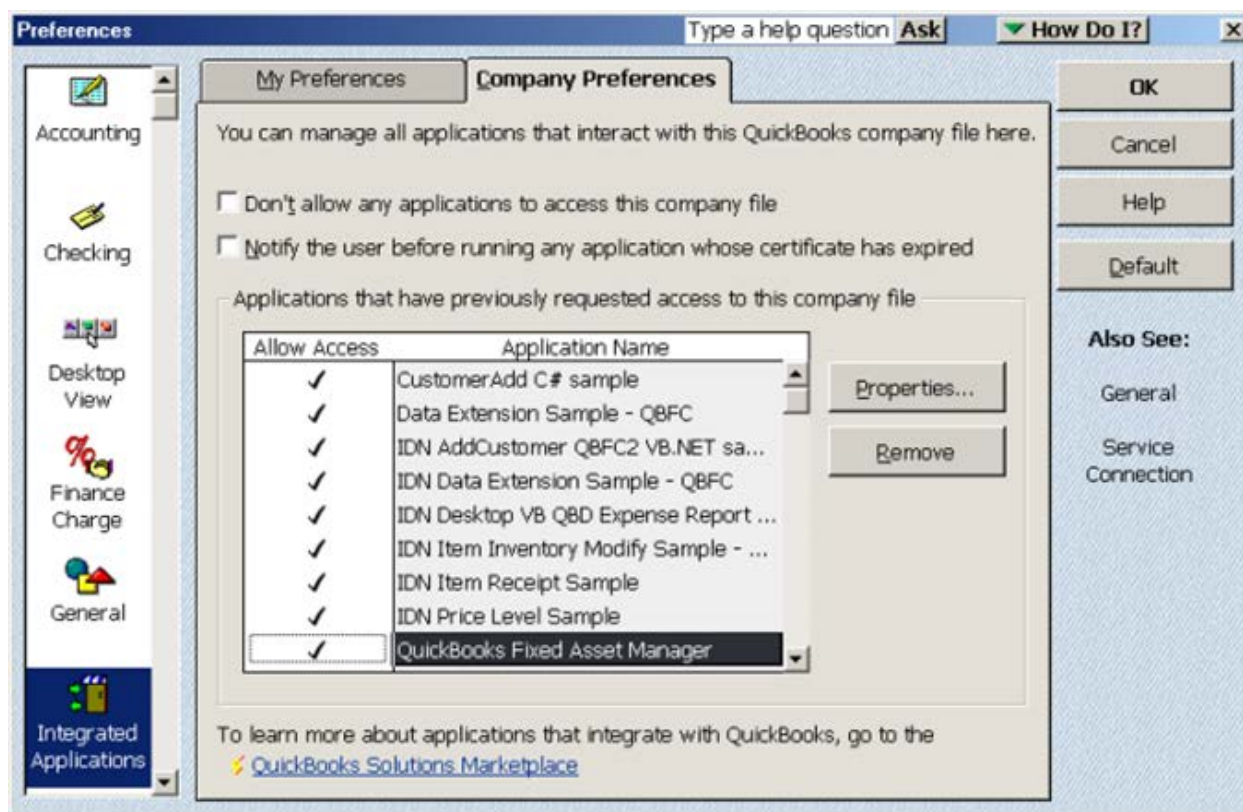 Preferences
Type a help question Ask
How Do I?
Accounting
Checking
Desktop
View
Finance
Charge
General
Integrated
Applications
My Preferences
Company Preferences
You can manage all applications that interact with this QuickBooks company file here.
Don't allow any applications to access this company file
Notify the user before running any application whose certificate has expired
Applications that have previously requested access to this company file
Allow Access Application Name
CustomerAdd C# sample
Data Extension Sample - QBFC
IDN AddCustomer QBFC2 VB.NET sa...
IDN Data Extension Sample - QBFC
IDN Desktop VB QBD Expense Report ...
IDN Item Inventory Modify Sample - ...
IDN Item Receipt Sample
IDN Price Level Sample
QuickBooks Fixed Asset Manager
Properties...
Remove
To learn more about applications that integrate with QuickBooks, go to the
QuickBooks Solutions Marketplace
OK
Cancel
Help
Default
Also See:
General
Service
Connection